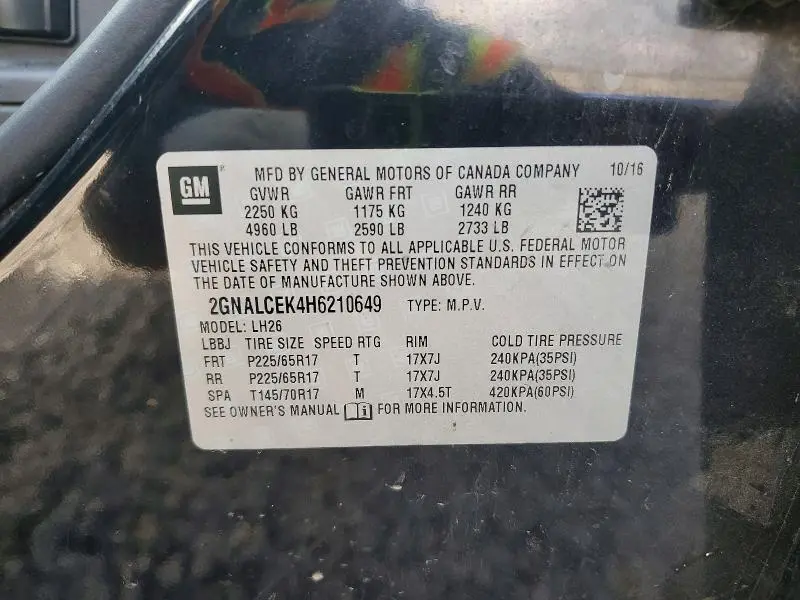 GM
MFD BY GENERAL MOTORS OF CANADA COMPANY 10/16
GVWR GAWR FRT GAWR RR
2250 KG 1175 KG 1240 KG
4960 LB 2590 LB 2733 LB
THIS VEHICLE CONFORMS TO ALL APPLICABLE U.S. FEDERAL MOTOR
VEHICLE SAFETY AND THEFT PREVENTION STANDARDS IN EFFECT ON
THE DATE OF MANUFACTURE SHOWN ABOVE.
2GNALCEK4H6210649 TYPE: M.P.V.
MODEL: LH26
LBBJ TIRE SIZE SPEED RTG RIM COLD TIRE PRESSURE
FRT P225/65R17 T 17X7J 240KPA(35PSI)
RR P225/65R17 T 17X7J 240KPA(35PSI)
SPA T145/70R17 M 17X4.5T 420KPA(60PSI)
SEE OWNER'S MANUAL i FOR MORE INFORMATION.